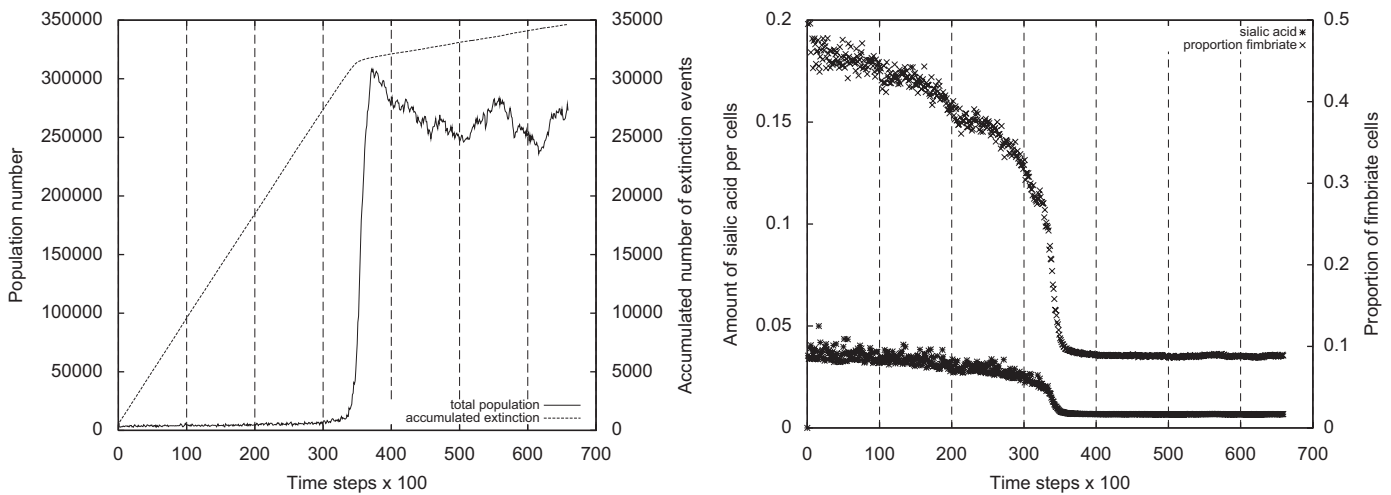 350000
300000
250000
200000
150000
100000
50000
0
Population number
35000
30000
25000
20000
15000
10000
5000
0
Accumulated number of extinction events
total population
accumulated extinction
0 100 200 300 400 500 600 700
Time steps x 100
0.2
0.15
0.1
0.05
0
Amount of sialic acid per cells
0.5
0.4
0.3
0.2
0.1
0
Proportion of fimbriate cells
sialic acid
proportion fimbriate
0 100 200 300 400 500 600 700
Time steps x 100